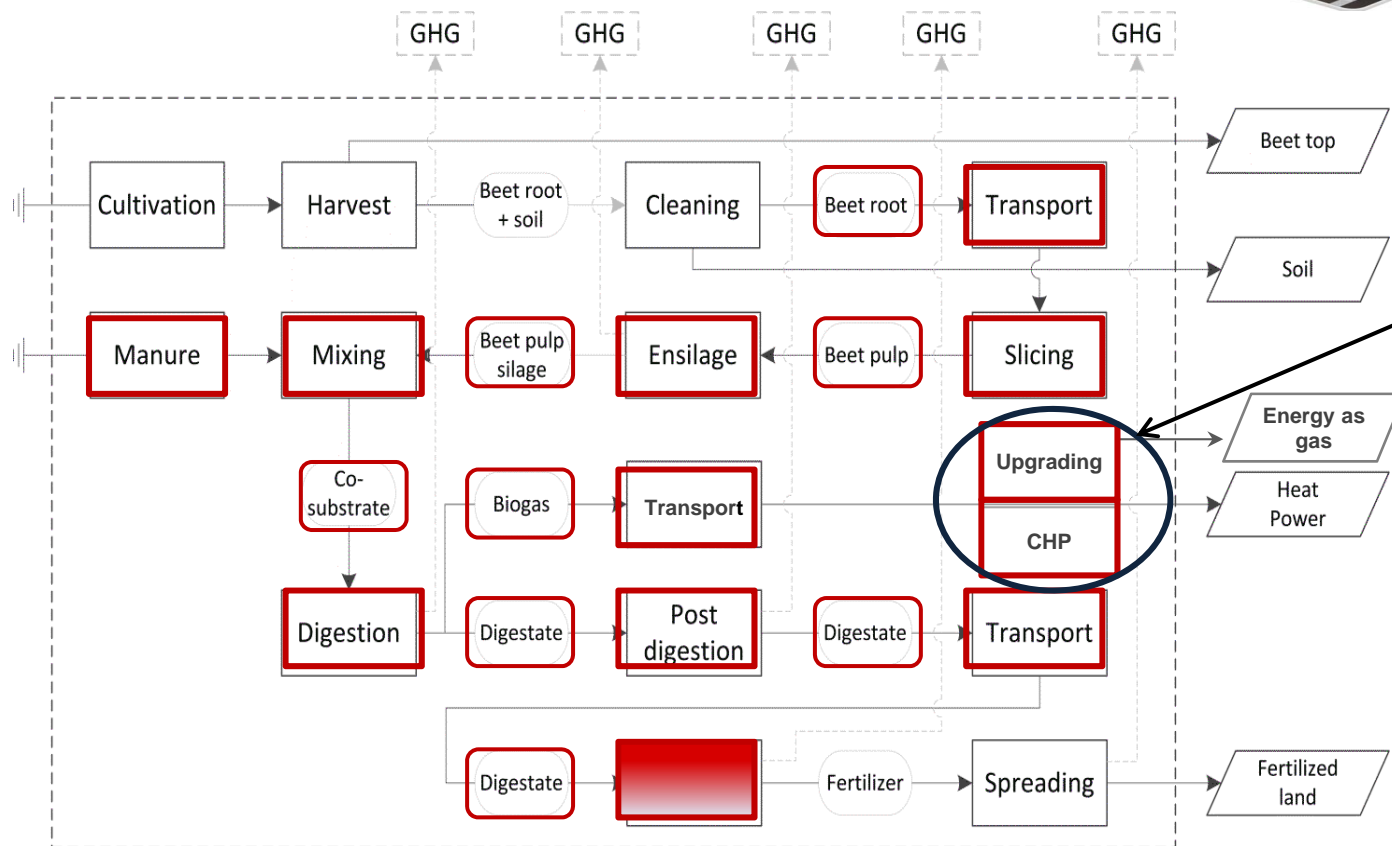 GHG
GHG
GHG
GHG
GHG
Beet top
Cultivation
Harvest
Beet root
+ soil
Cleaning
Beet root
Transport
Soil
Manure
Mixing
Beet pulp
silage
Ensilage
Beet pulp
Slicing
Energy as
gas
Upgrading
Co-
substrate
Biogas
Transport
Heat
Power
CHP
Digestion
Digestate
Post
digestion
Digestate
Transport
Digestate
Fertilizer
Spreading
Fertilized
land